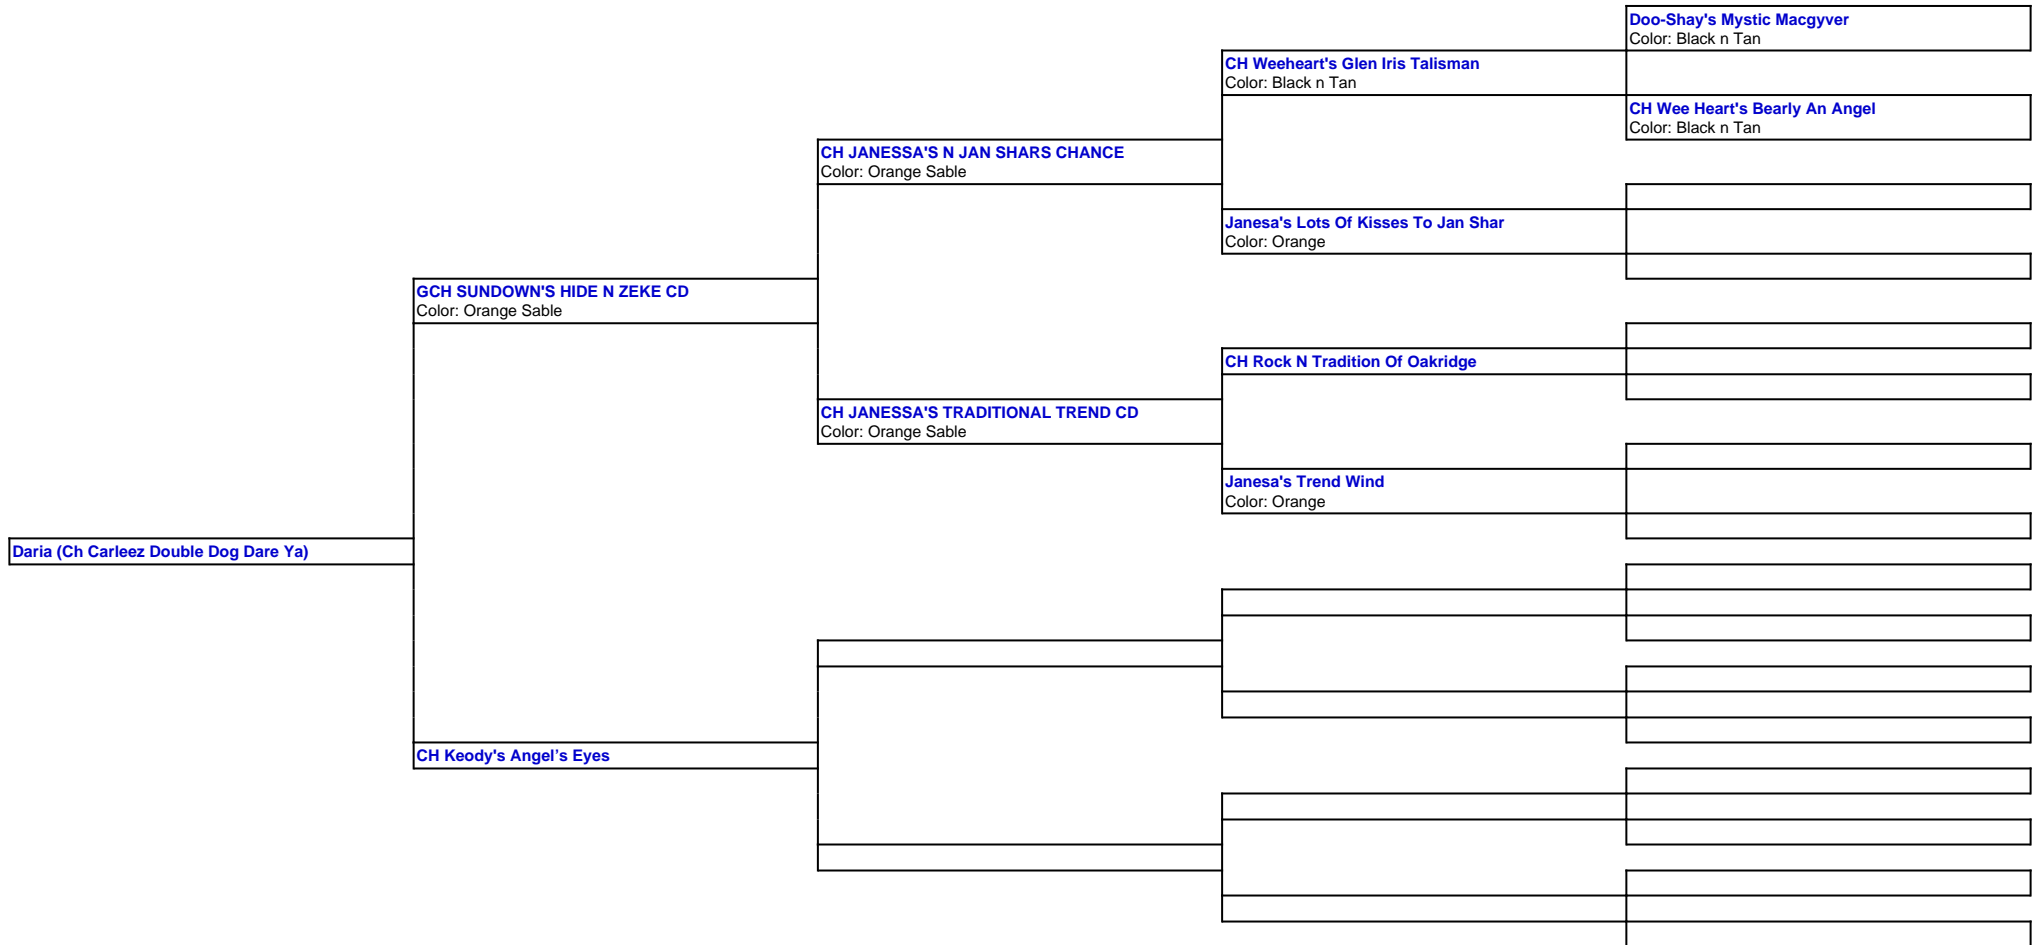 Doo-Shay's Mystic Macgyver
Color: Black n Tan
CH Weeheart's Glen Iris Talisman
Color: Black n Tan
CH Wee Heart's Bearly An Angel
Color: Black n Tan
CH JANESSA'S N JAN SHARS CHANCE
Color: Orange Sable
Janesa's Lots Of Kisses To Jan Shar
Color: Orange
GCH SUNDOWN'S HIDE N ZEKE CD
Color: Orange Sable
CH Rock N Tradition Of Oakridge
CH JANESSA'S TRADITIONAL TREND CD
Color: Orange Sable
Janesa's Trend Wind
Color: Orange
Daria (Ch Carleez Double Dog Dare Ya)
CH Keody's Angel’s Eyes